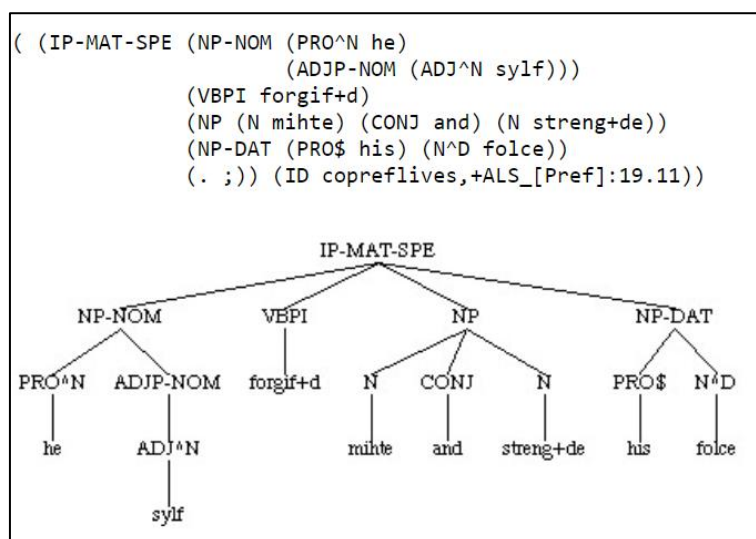 ( (IP-MAT-SPE (NP-NOM (PRO^N he)
(ADJP-NOM (ADJ^N sylf)))
(VBPI forgif+d)
(NP (N mihte) (CONJ and) (N streng+de))
(NP-DAT (PRO$ his) (N^D folce))
(. ;)) (ID copreflives,+ALS_[Pref]:19.11))
IP-MAT-SPE
NP-NOM VBPI NP NP-DAT
PRO^N ADJP-NOM forgif+d N CONJ N PRO$ N^D
he ADJ^N mihte and streng+de his folce
sylf